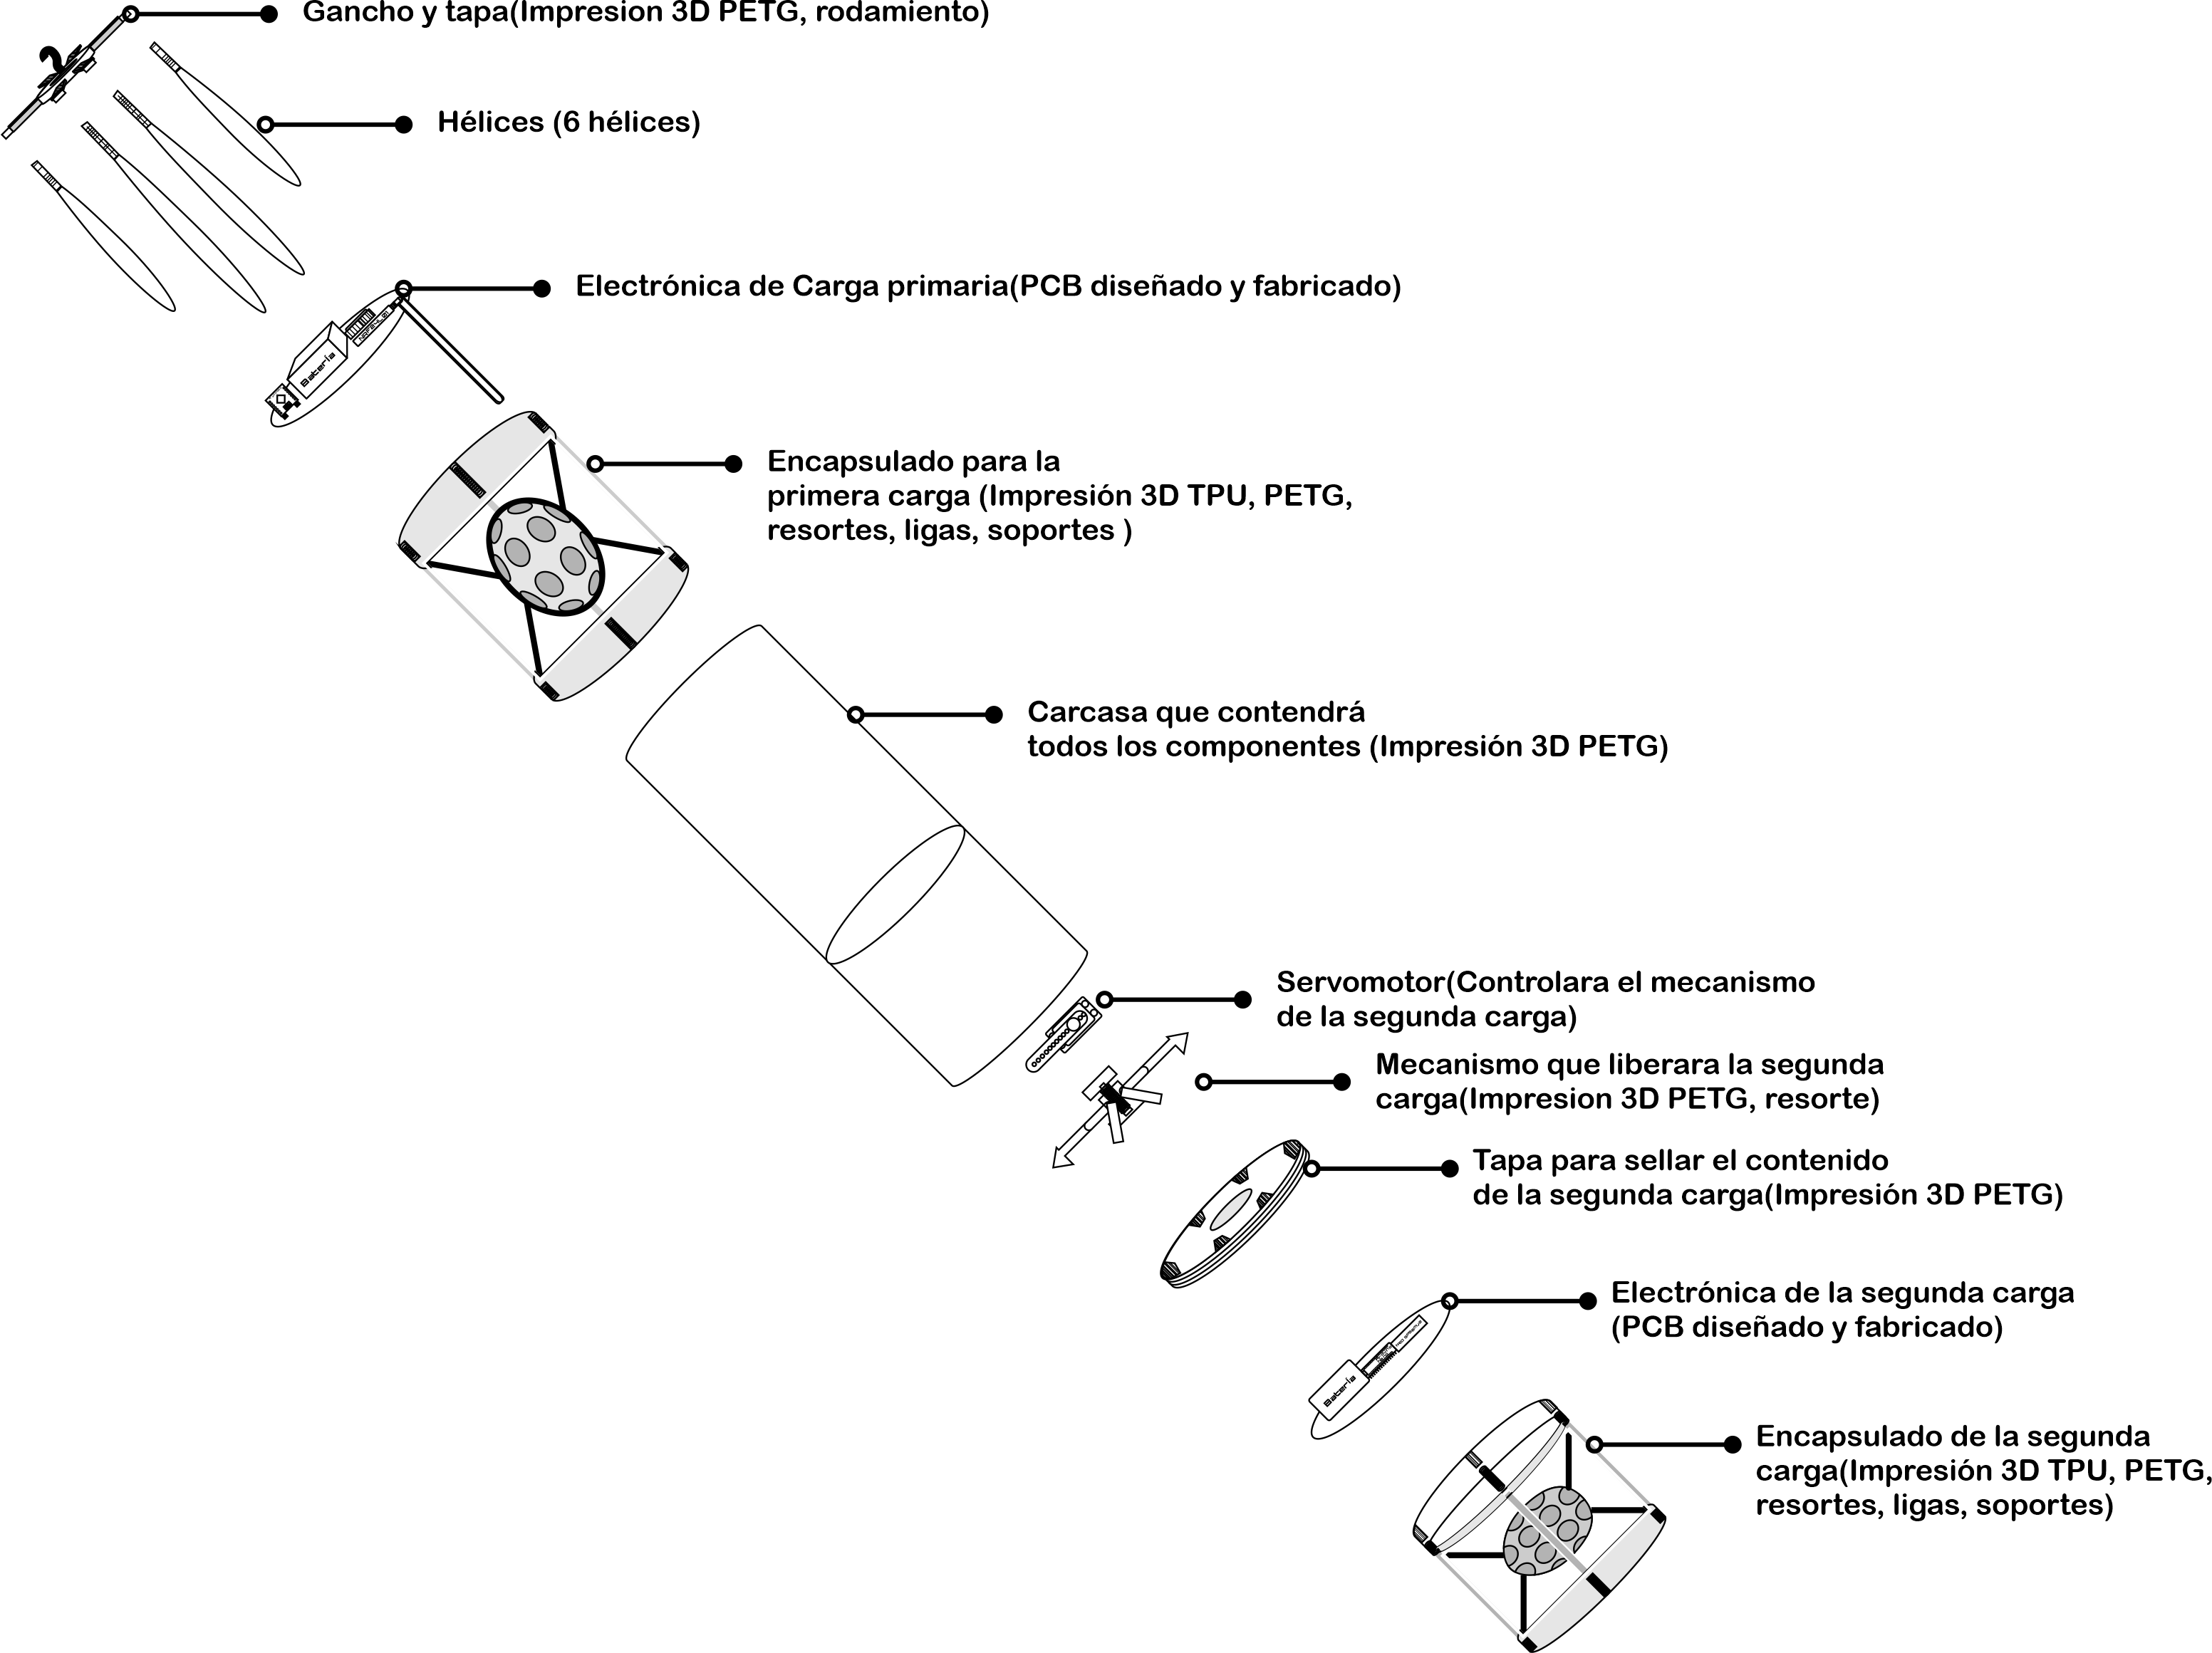 Gancho y tapa(Impresion 3D PETG, rodamiento)
Hélices (6 hélices)
Electrónica de Carga primaria(PCB diseñado y fabricado)
Batería
Encapsulado para la
primera carga (Impresión 3D TPU, PETG,
resortes, ligas, soportes )
Carcasa que contendrá
todos los componentes (Impresión 3D PETG)
Servomotor(Controlara el mecanismo
de la segunda carga)
Mecanismo que liberara la segunda
carga(Impresion 3D PETG, resorte)
Tapa para sellar el contenido
de la segunda carga(Impresión 3D PETG)
Electrónica de la segunda carga
(PCB diseñado y fabricado)
Batería
Encapsulado de la segunda
carga(Impresión 3D TPU, PETG,
resortes, ligas, soportes)